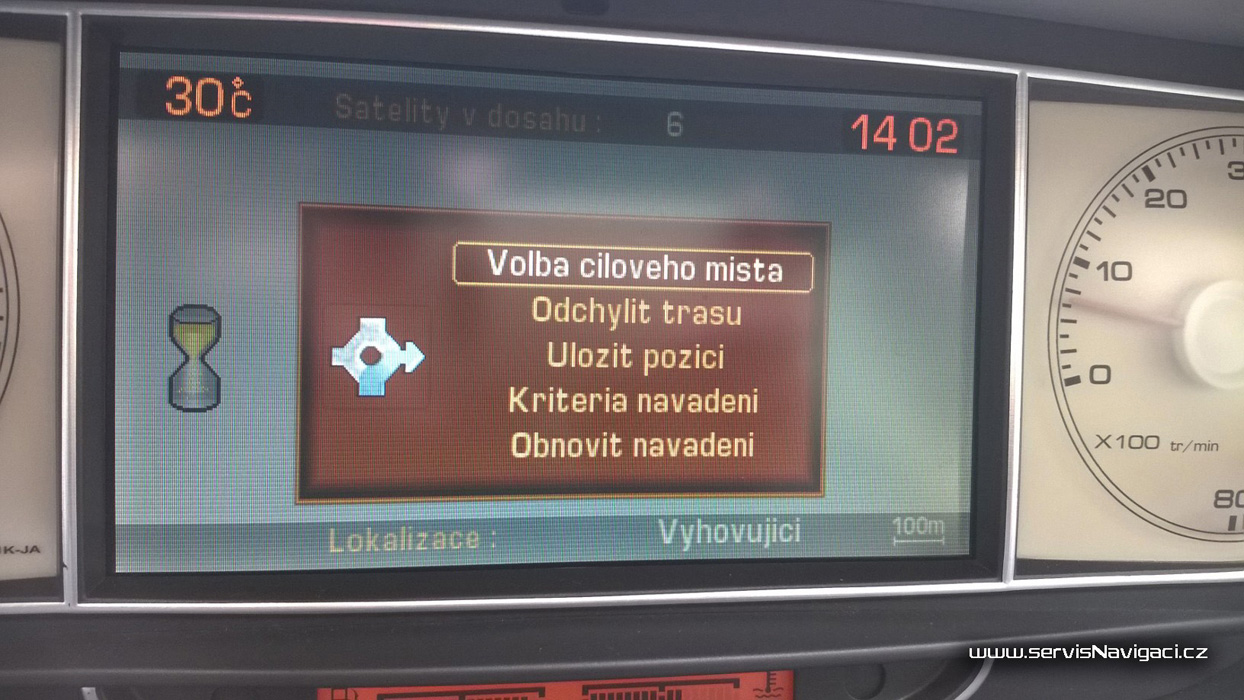 30°C
Satelity v dosahu : 6
14 02
Volba ciloveho mista
Odchylit trasu
Ulozit pozici
Kriteria navadeni
Obnovit navadeni
Lokalizace : Vyhovujici
100m
20
10
0
X100 tr/min
K-JA
www.servisNavigaci.cz